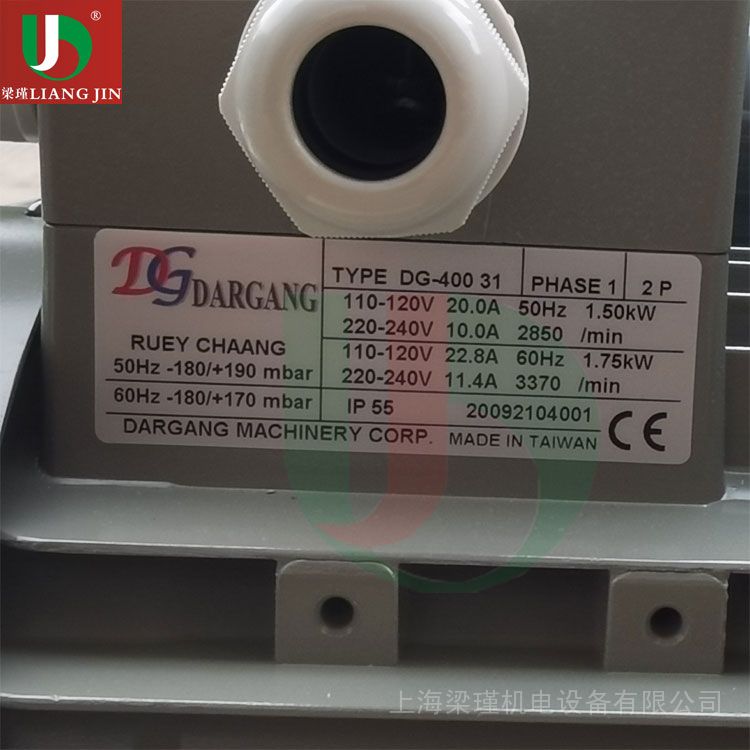 梁瑾LIANG JIN
DG DARGANG
RUEY CHAANG
50Hz -180/+190 mbar
60Hz -180/+170 mbar
TYPE DG-400 31 PHASE 1 2 P
110-120V 20.0A 50Hz 1.50kW
220-240V 10.0A 2850 /min
110-120V 22.8A 60Hz 1.75kW
220-240V 11.4A 3370 /min
IP 55 20092104001
DARGANG MACHINERY CORP. MADE IN TAIWAN CE
上海梁瑾机电设备有限公司